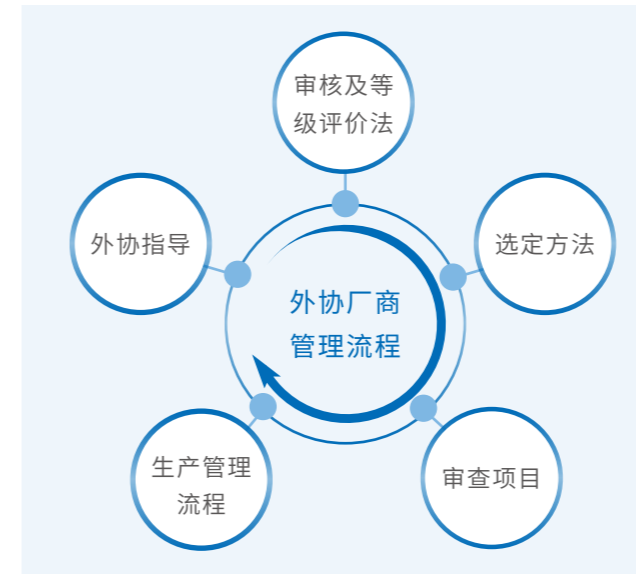 审核及等
级评价法
外协指导
选定方法
外协厂商
管理流程
生产管理
流程
审查项目